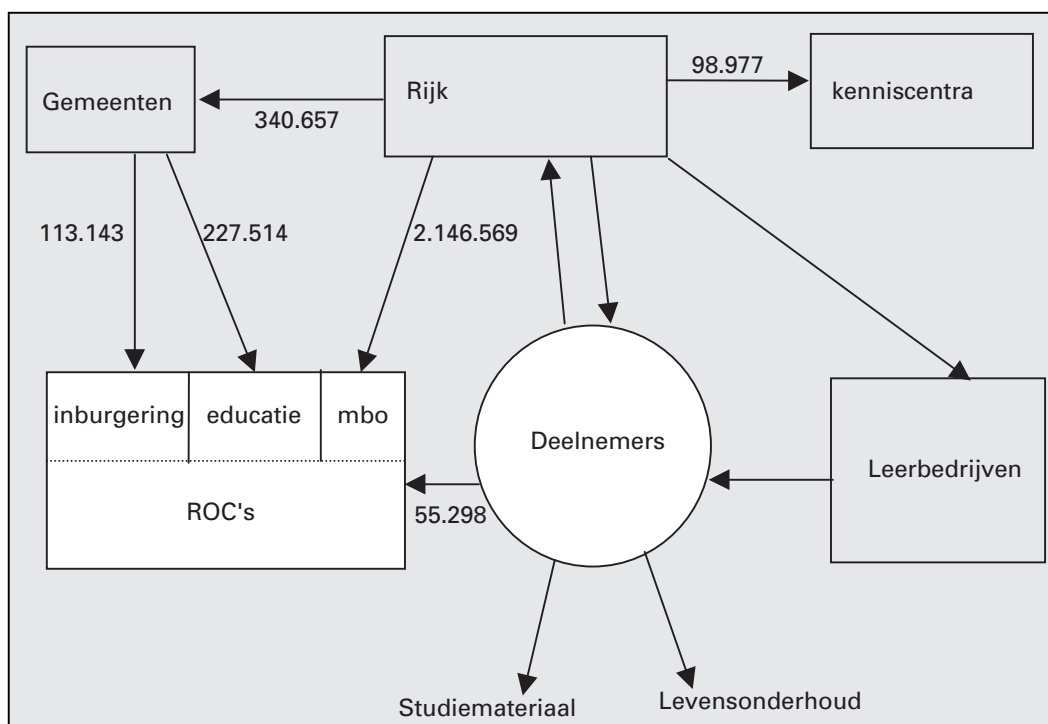 Gemeenten
Rijk
98.977
kenniscentra
340.657
113.143
227.514
2.146.569
inburgering
educatie
mbo
Deelnemers
Leerbedrijven
ROC's
55.298
Studiemateriaal
Levensonderhoud